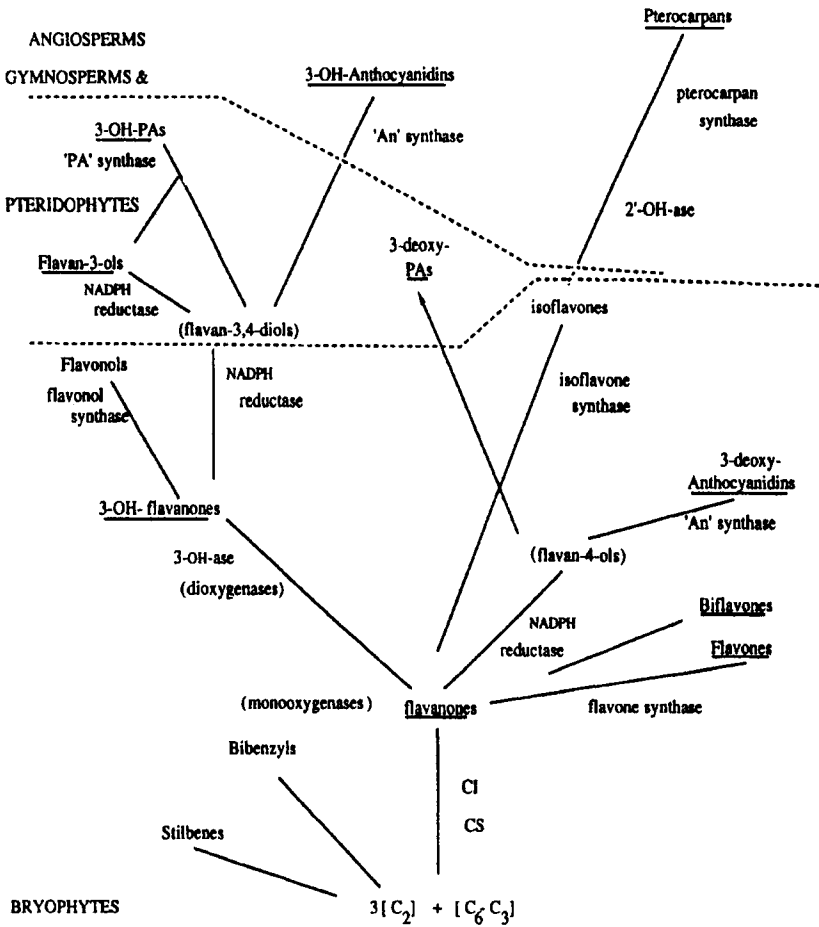 Pterocarpans
ANGIOSPERMS
GYMNOSPERMS &
3-OH-Anthocyanidins
pterocarpan
synthase
3-OH-PAs
'An' synthase
'PA' synthase
PTERIDOPHYTES
2'-OH-ase
3-deoxy-
PAs
Flavan-3-ols
NADPH
reductase
isoflavones
(flavan-3,4-diols)
Flavonols
NADPH
reductase
flavonol
synthase
isoflavone
synthase
3-deoxy-
Anthocyanidins
3-OH- flavanones
'An' synthase
3-OH-ase
(dioxygenases)
(flavan-4-ols)
Biflavones
NADPH
reductase
Flavones
(monooxygenases)
flavanones
flavone synthase
Bibenzyls
CI
CS
Stilbenes
BRYOPHYTES
3[C2] + [C6-C3]